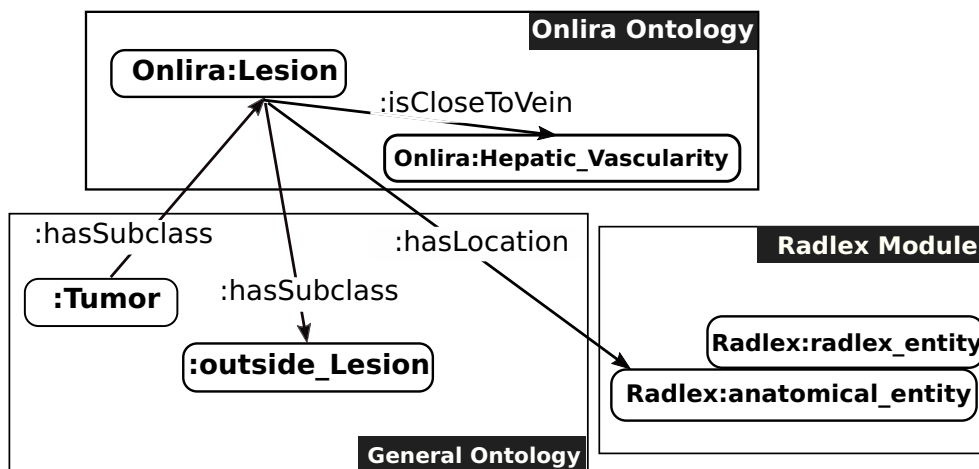 Onlira Ontology
Onlira:Lesion
:isCloseToVein
Onlira:Hepatic_Vascularity
:hasSubclass
:hasLocation
Radlex Module
:Tumor
:hasSubclass
:outside_Lesion
Radlex:radlex_entity
Radlex:anatomical_entity
General Ontology